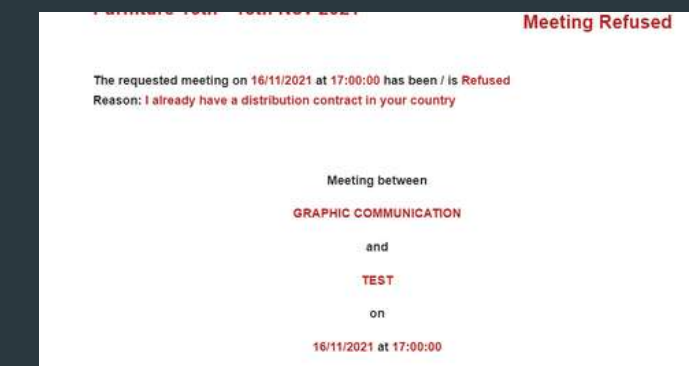 Meeting Refused
The requested meeting on 16/11/2021 at 17:00:00 has been / is Refused
Reason: I already have a distribution contract in your country
Meeting between
GRAPHIC COMMUNICATION
and
TEST
on
16/11/2021 at 17:00:00